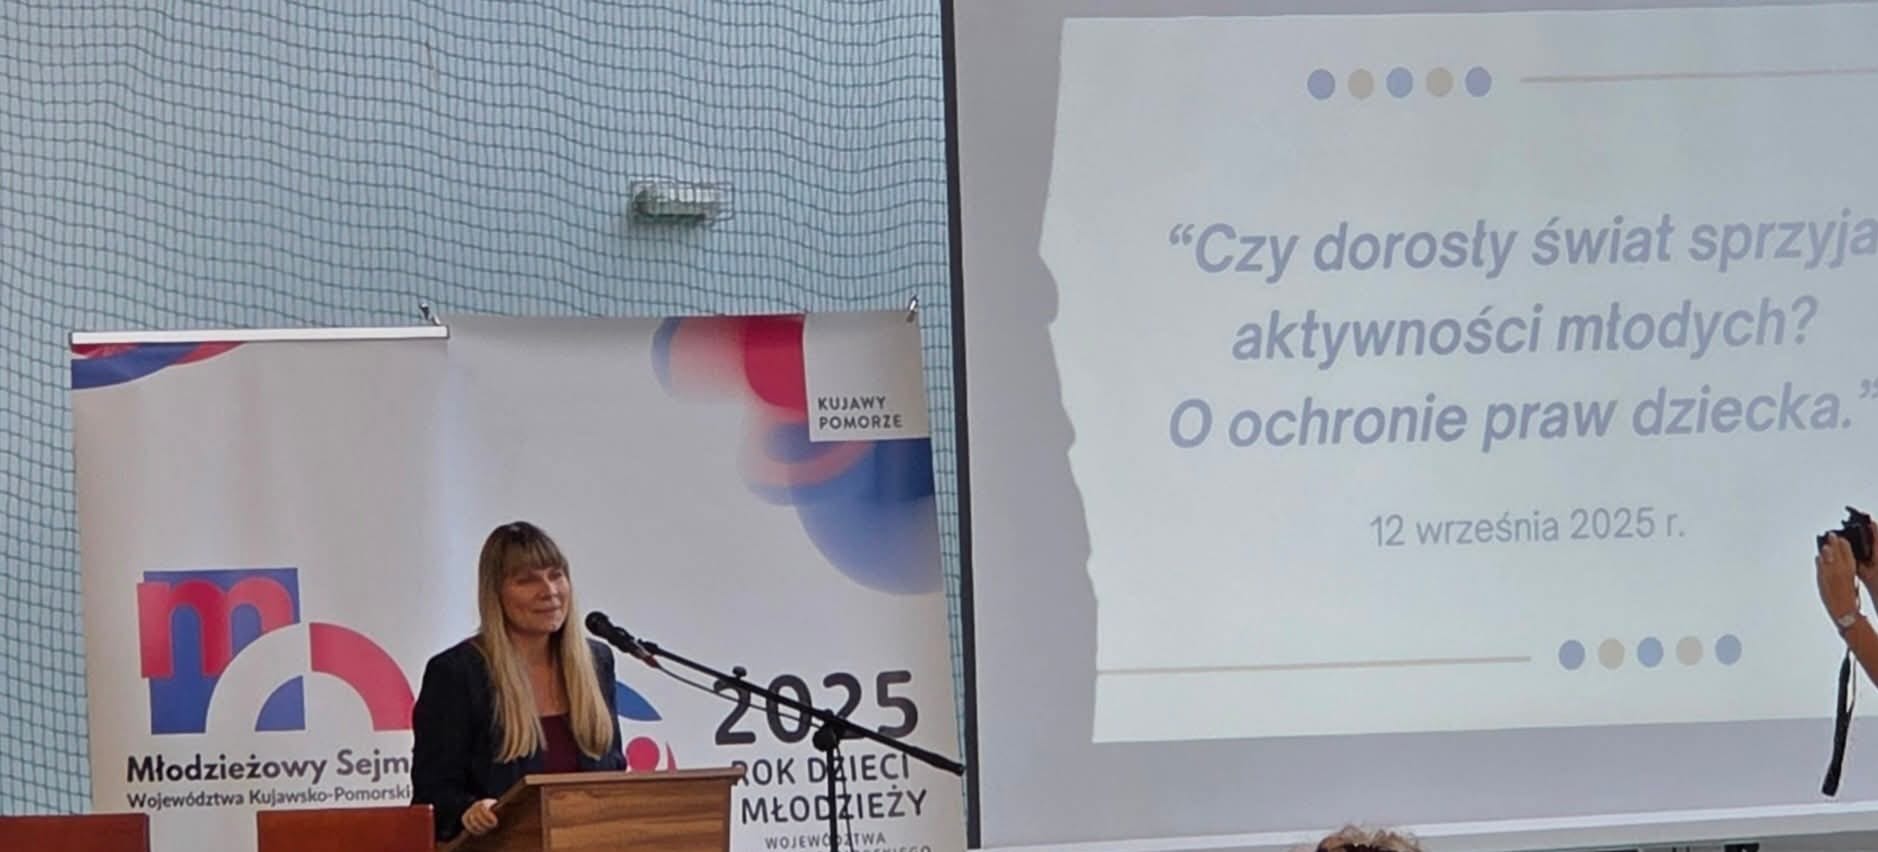 “Czy dorosły świat sprzyja
aktywności młodych?
O ochronie praw dziecka.”
12 września 2025 r.
KUJAWY
POMORZE
m
Młodzieżowy Sejm
Województwa Kujawsko-Pomorski
2025
ROK DZIECI
MŁODZIEŻY
WOJEWÓDZTWA